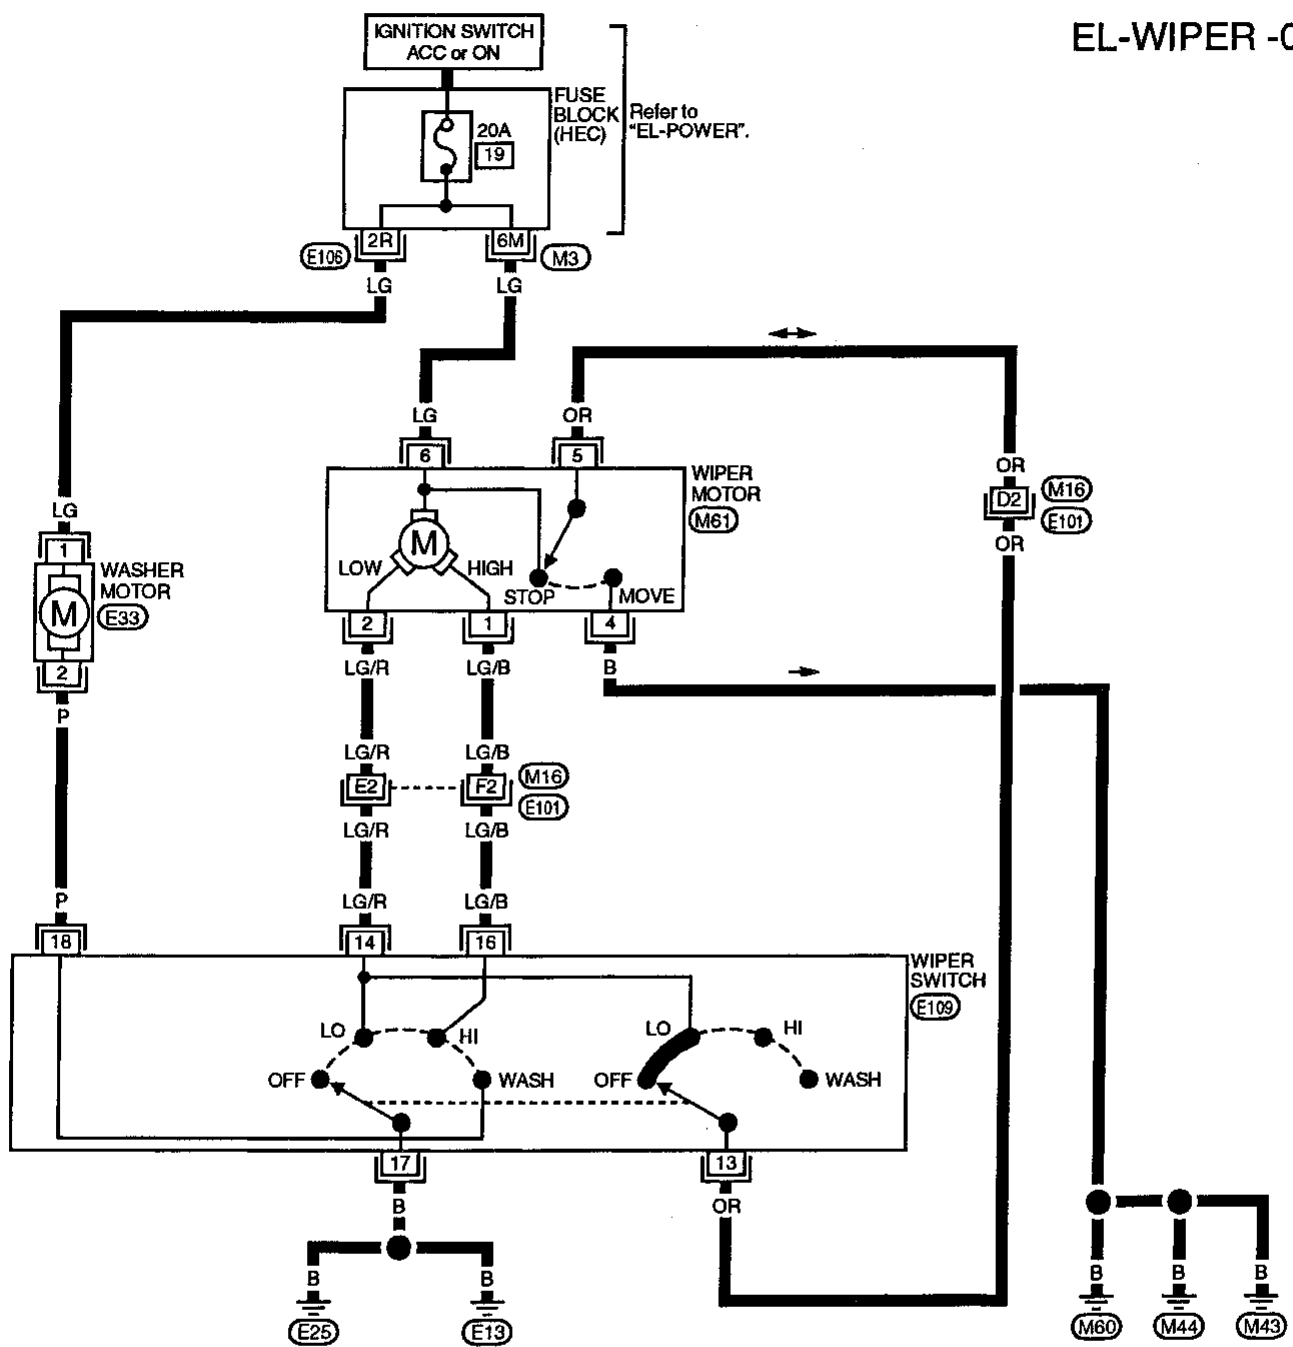 EL-WIPER -0
IGNITION SWITCH
ACC or ON
FUSE
BLOCK
(HEC)
Refer to
"EL-POWER".
20A
19
2R
6M
E106
M3
LG
LG
LG
OR
6
5
WIPER
MOTOR
M61
OR
D2
M16
E101
OR
LG
1
WASHER
MOTOR
E33
M
2
P
M
LOW
HIGH
STOP
MOVE
2
1
4
LG/R
LG/B
B
LG/R
LG/B
E2
F2
M16
E101
LG/R
LG/B
P
LG/R
LG/B
18
14
16
WIPER
SWITCH
E109
LO
HI
OFF
WASH
LO
HI
OFF
WASH
17
13
B
OR
B
B
E25
E13
B
B
B
M60
M44
M43